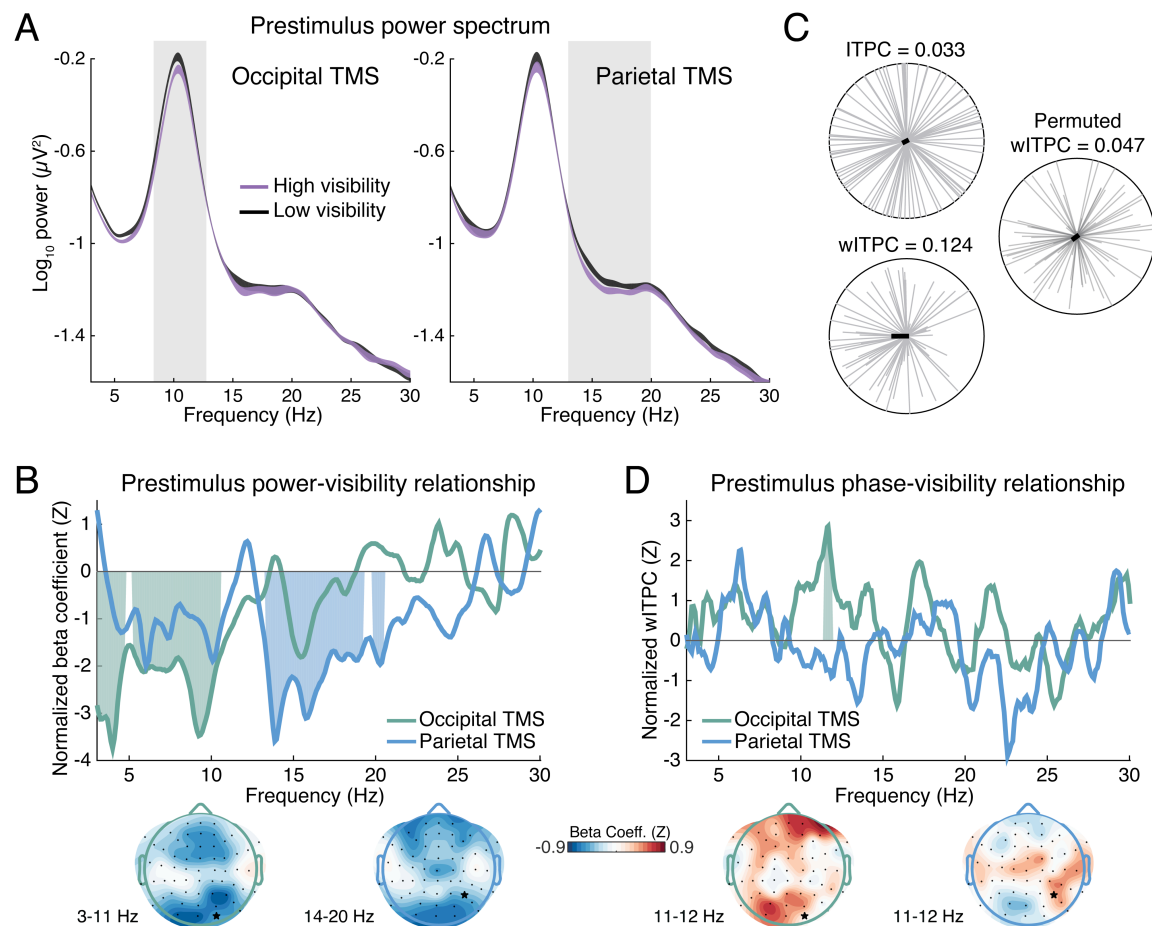 A
Prestimulus power spectrum
Occipital TMS
Parietal TMS
Log10 power (µV²)
-0.2
-0.6
-1
-1.4
High visibility
Low visibility
5 10 15 20 25 30
Frequency (Hz)
-0.2
-0.6
-1
-1.4
5 10 15 20 25 30
Frequency (Hz)
C
ITPC = 0.033
Permuted
wITPC = 0.047
wITPC = 0.124
B
Prestimulus power-visibility relationship
Normalized beta coefficient (Z)
1
0
-1
-2
-3
-4
Occipital TMS
Parietal TMS
5 10 15 20 25 30
Frequency (Hz)
3-11 Hz
14-20 Hz
Beta Coeff. (Z)
-0.9 0.9
D
Prestimulus phase-visibility relationship
Normalized wITPC (Z)
3
2
1
0
-1
-2
-3
Occipital TMS
Parietal TMS
5 10 15 20 25 30
Frequency (Hz)
11-12 Hz
11-12 Hz